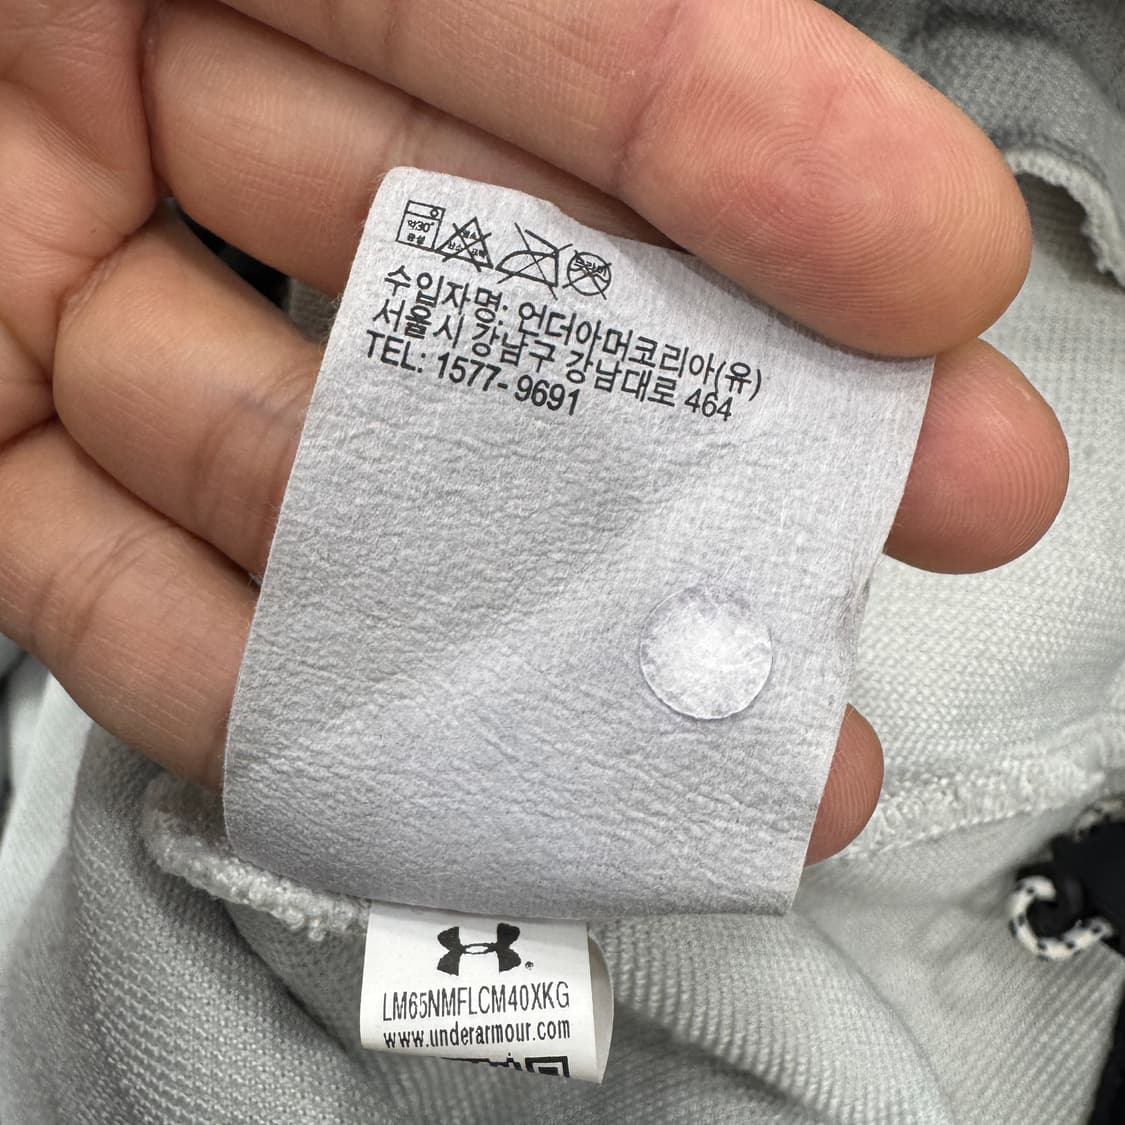 약30°
중성
수입자명: 언더아머코리아(유)
서울시 강남구 강남대로 464
TEL: 1577-9691
LM65NMFLCM40XKG
www.underarmour.com